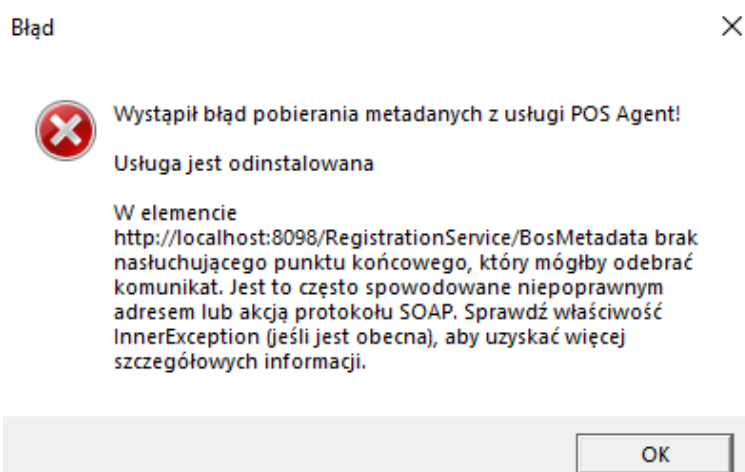 Błąd
Wystąpił błąd pobierania metadanych z usługi POS Agent!
Usługa jest odinstalowana
W elemencie
http://localhost:8098/RegistrationService/BosMetadata brak
nasłuchującego punktu końcowego, który mógłby odebrać
komunikat. Jest to często spowodowane niepoprawnym
adresem lub akcją protokołu SOAP. Sprawdź właściwość
InnerException (jeśli jest obecna), aby uzyskać więcej
szczegółowych informacji.
OK